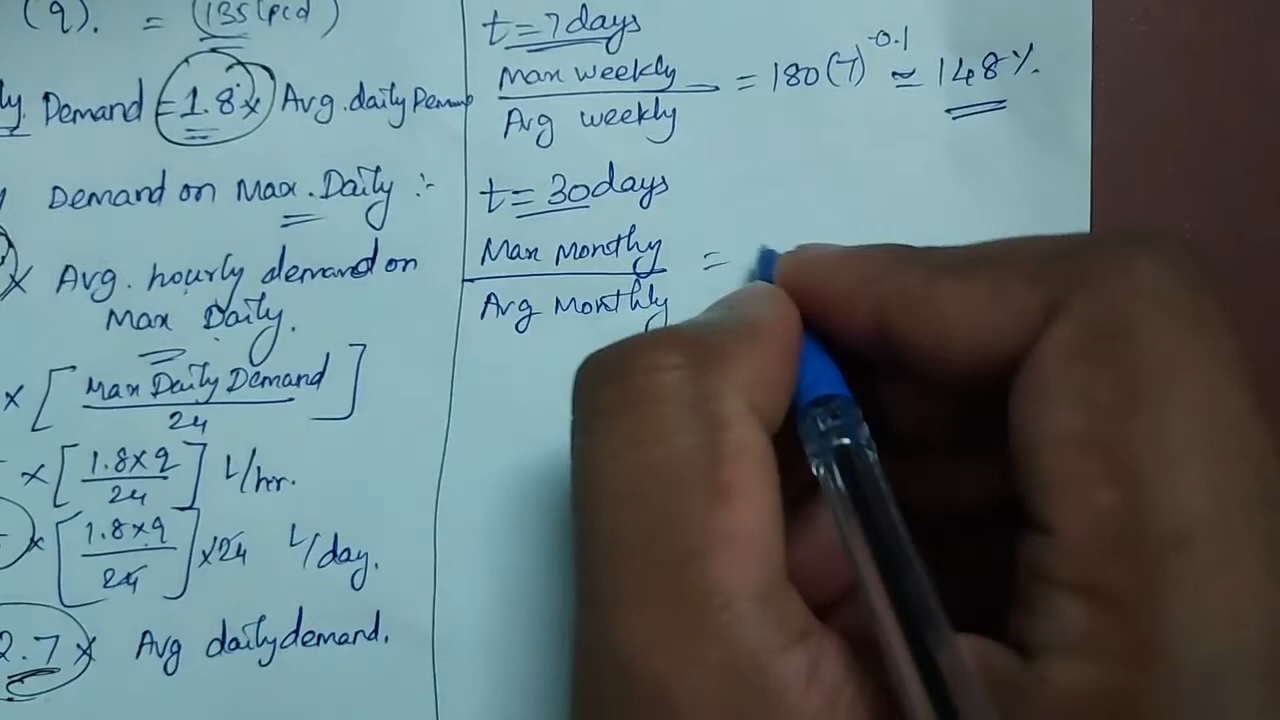 (q). = (135 lpcd)
ly Demand = 1.8 x Avg. daily Demand
Demand on Max. Daily :-
x Avg. hourly demand on
Max Daily.
x [ Max Daily Demand / 24 ]
x [ 1.8 x q / 24 ] L/hr.
x [ 1.8 x q / 24 ] x 24 L/day.
2.7 x Avg daily demand.
t = 7 days
Max weekly / Avg weekly = 180 (7)^-0.1 ≃ 148%.
t = 30 days
Max Monthly / Avg Monthly =